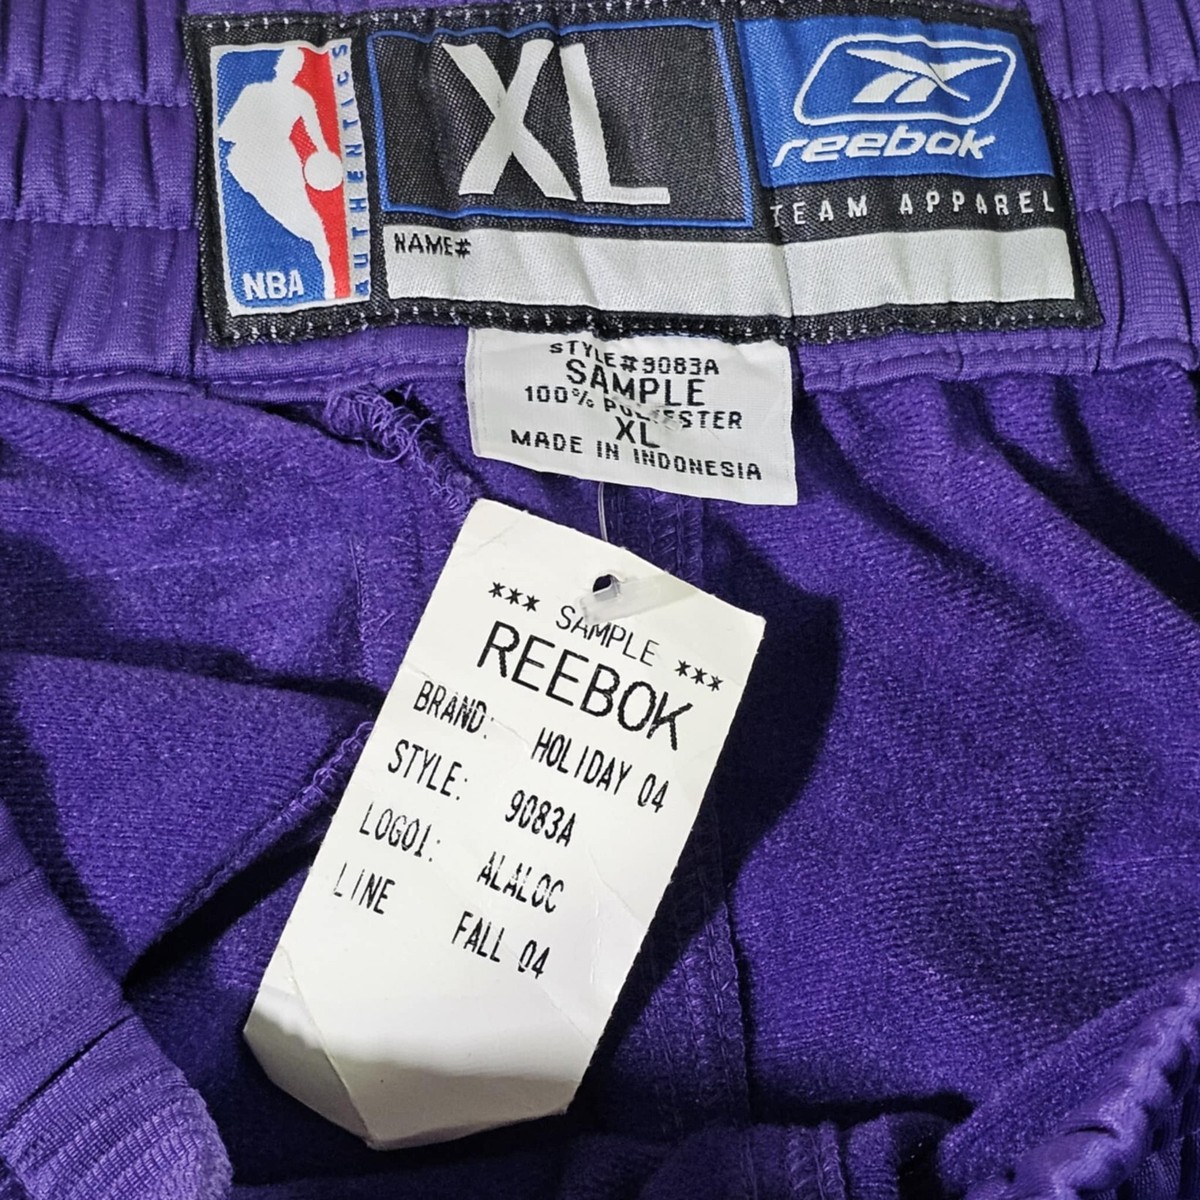 NBA
AUTHENTICS
XL
reebok
TEAM APPAREL
NAME#
STYLE#9083A
SAMPLE
100% POLYESTER
XL
MADE IN INDONESIA
*** SAMPLE ***
REEBOK
BRAND: HOLIDAY 04
STYLE: 9083A
LOGO1: ALALOC
LINE FALL 04